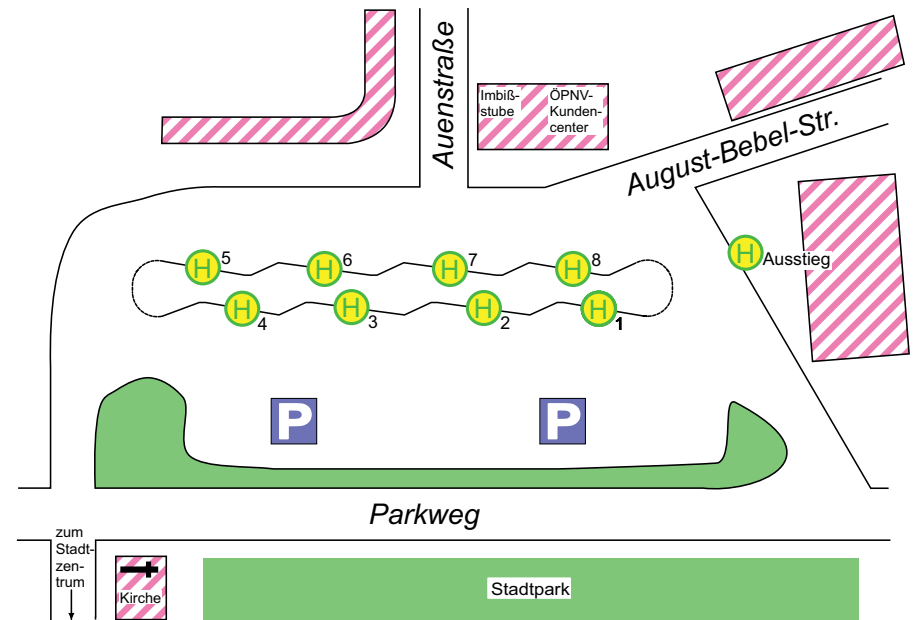 Auenstraße
Imbiß-
stube
ÖPNV-
Kunden-
center
August-Bebel-Str.
H 5
H 6
H 7
H 8
H Ausstieg
H 4
H 3
H 2
H 1
P
P
Parkweg
zum
Stadt-
zen-
trum
Kirche
Stadtpark